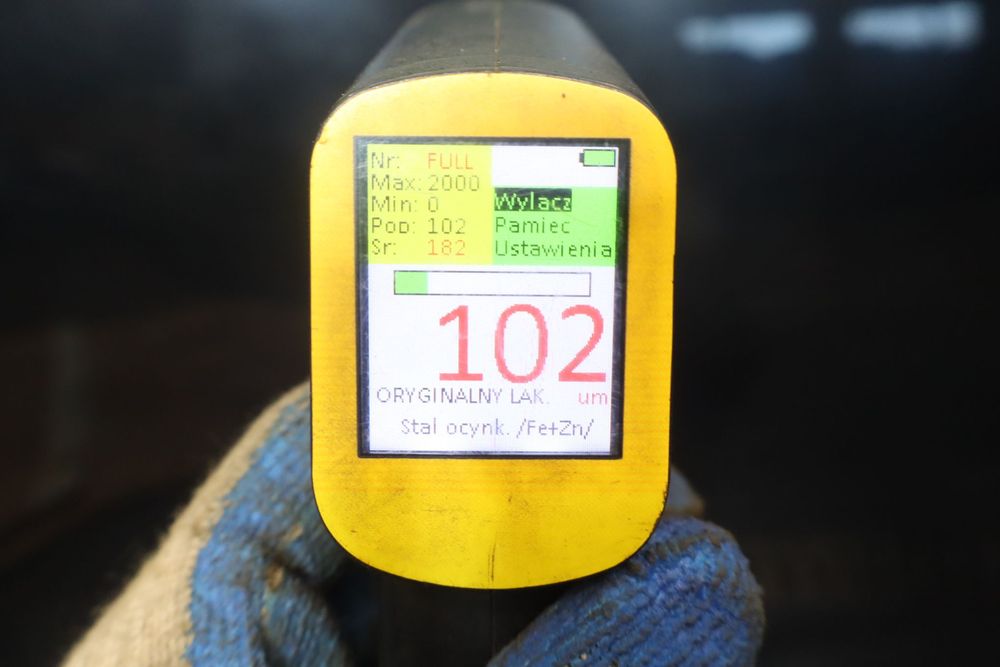 Nr: FULL
Max: 2000
Min: 0
Pop: 102
Sr: 182
Wylacz
Pamiec
Ustawienia
102
ORYGINALNY LAK. um
Stal ocynk. /Fe+Zn/